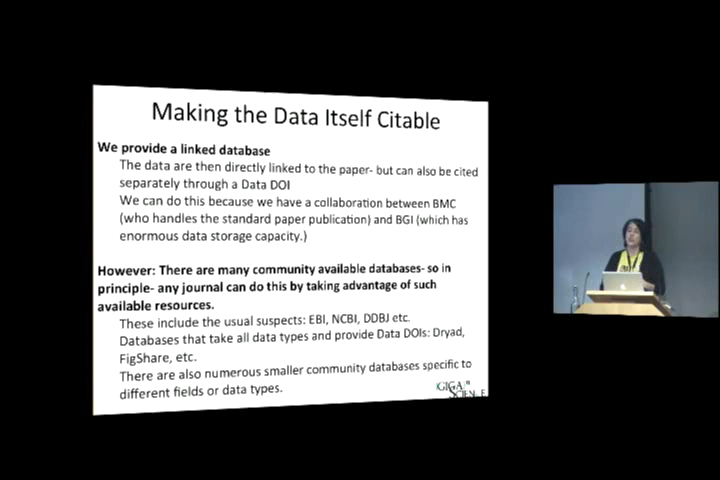 Making the Data Itself Citable
We provide a linked database
The data are then directly linked to the paper- but can also be cited
separately through a Data DOI
We can do this because we have a collaboration between BMC
(who handles the standard paper publication) and BGI (which has
enormous data storage capacity.)
However: There are many community available databases- so in
principle- any journal can do this by taking advantage of such
available resources.
These include the usual suspects: EBI, NCBI, DDBJ etc.
Databases that take all data types and provide Data DOIs: Dryad,
FigShare, etc.
There are also numerous smaller community databases specific to
different fields or data types.
GIGA
SCIENCE